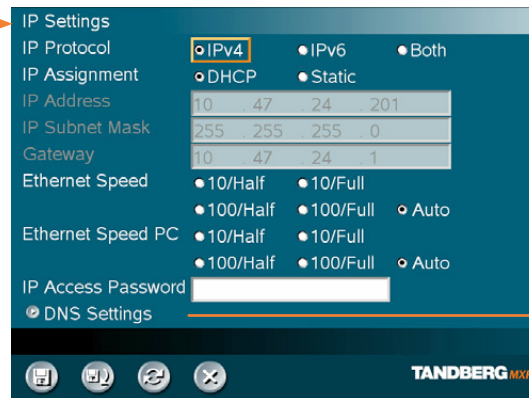 IP Settings
IP Protocol IPv4 IPv6 Both
IP Assignment DHCP Static
IP Address 10 . 47 . 24 . 201
IP Subnet Mask 255 . 255 . 255 . 0
Gateway 10 . 47 . 24 . 1
Ethernet Speed 10/Half 10/Full
100/Half 100/Full Auto
Ethernet Speed PC 10/Half 10/Full
100/Half 100/Full Auto
IP Access Password
DNS Settings
TANDBERG MXP